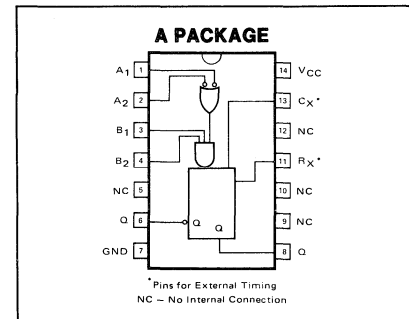 A PACKAGE
A1 1 14 VCC
A2 2 13 CX*
B1 3 12 NC
B2 4 11 RX*
NC 5 10 NC
Q 6 Q Q 9 NC
GND 7 8 Q
*Pins for External Timing
NC – No Internal Connection